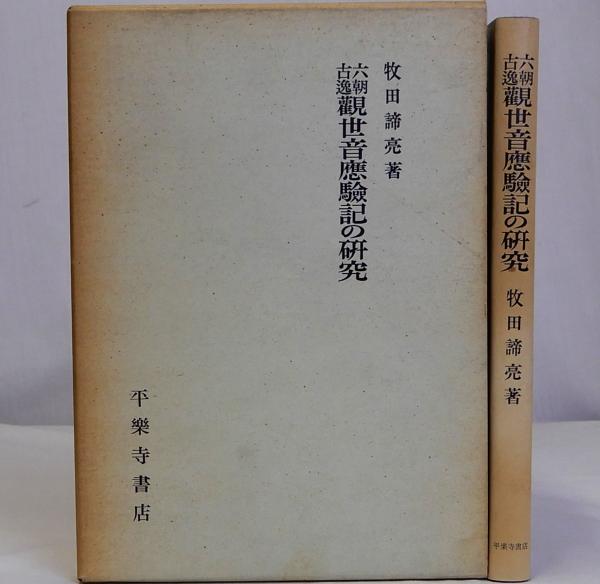 牧田諦亮著
六朝
古逸
觀世音應驗記の研究
平樂寺書店
六朝
古逸
觀世音應驗記の研究
牧田諦亮著
平樂寺書店